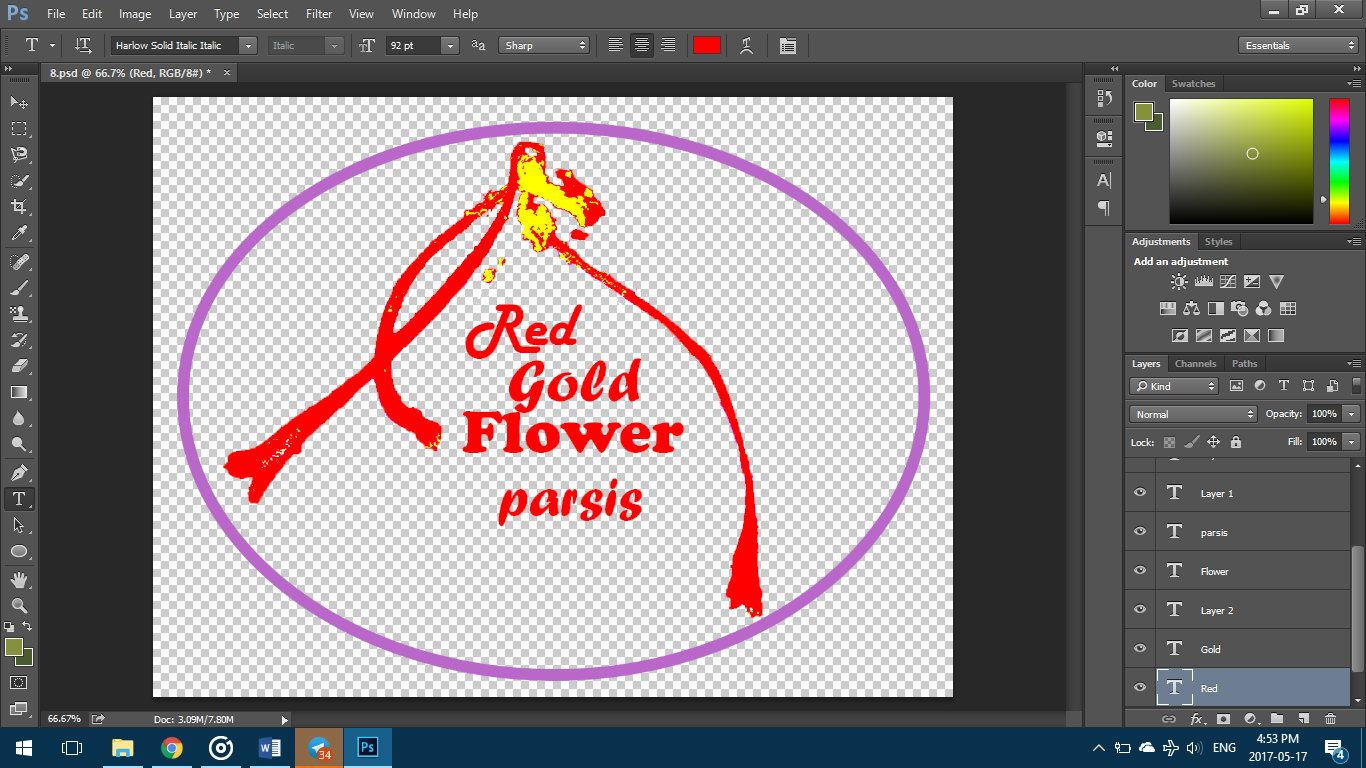 Ps File Edit Image Layer Type Select Filter View Window Help
T Harlow Solid Italic Italic Italic 92 pt aa Sharp Essentials
8.psd @ 66.7% (Red, RGB/8#) * ×
Color Swatches
Red
Gold
Flower
parsis
Adjustments Styles
Add an adjustment
Layers Channels Paths
Kind
Normal Opacity: 100%
Lock: Fill: 100%
T Layer 1
T parsis
T Flower
T Layer 2
T Gold
T Red
fx
66.67% Doc: 3.09M/7.80M
34 Ps ENG 4:53 PM
2017-05-17 4